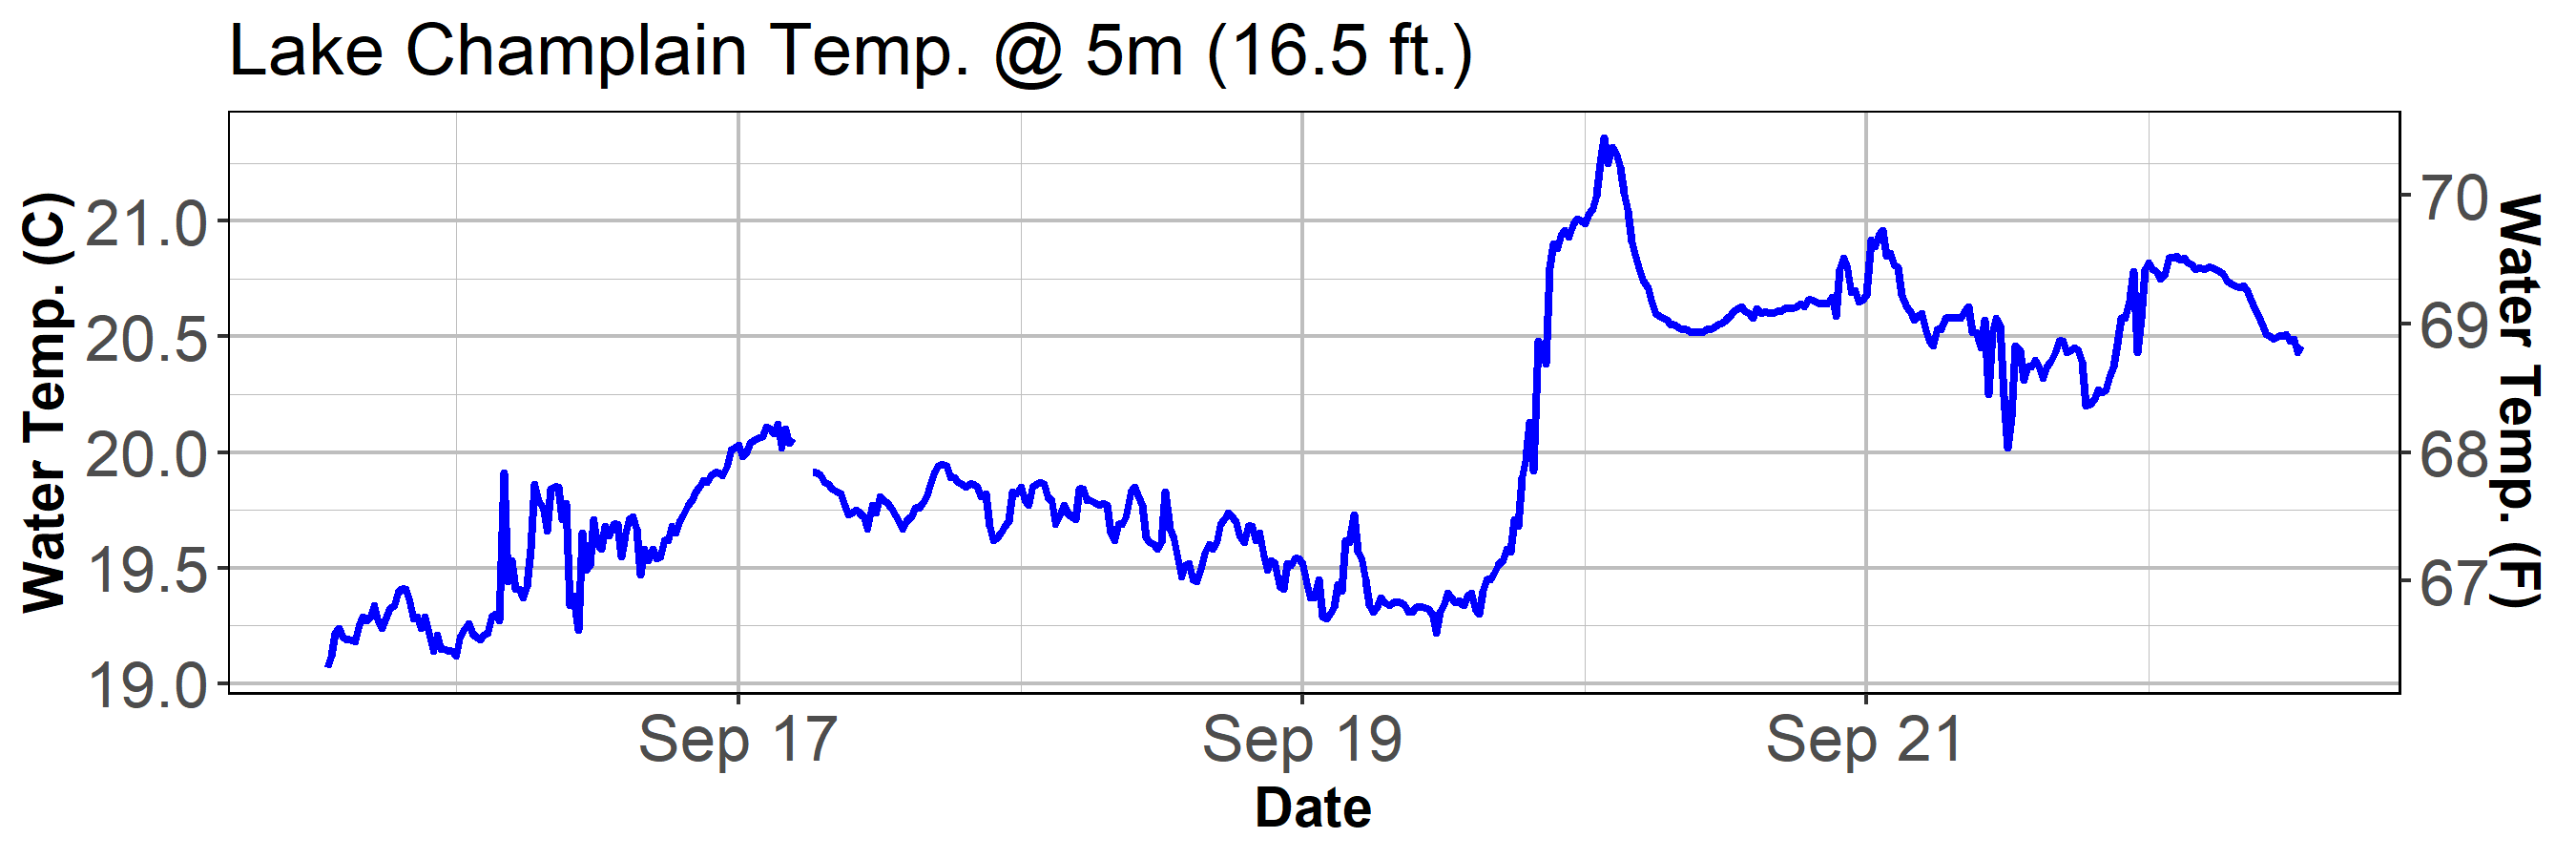 Lake Champlain Temp. @ 5m (16.5 ft.)
Water Temp. (C)
21.0
20.5
20.0
19.5
19.0
70
69
68
67
Water Temp. (F)
Sep 17
Sep 19
Sep 21
Date